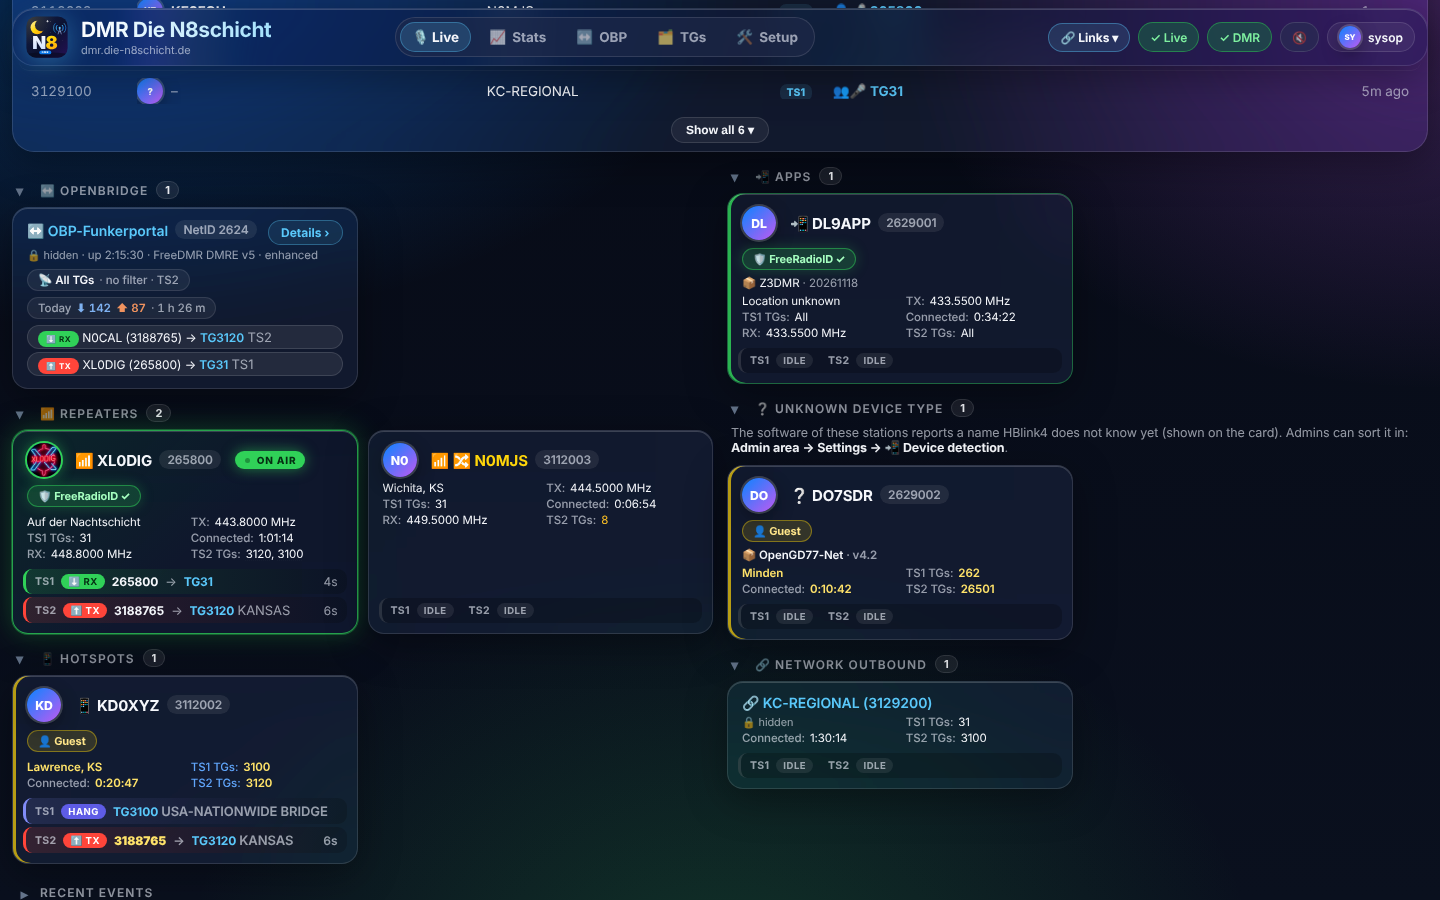 DMR Die N8schicht
dmr.die-n8schicht.de
N8
Live
Stats
OBP
TGs
Setup
Links ▾
✓ Live
✓ DMR
SY sysop
3129100 ? – KC-REGIONAL TS1 TG31 5m ago
Show all 6 ▾
▼ OPENBRIDGE 1
OBP-Funkerportal NetID 2624 Details ›
hidden · up 2:15:30 · FreeDMR DMRE v5 · enhanced
All TGs · no filter · TS2
Today ⬇ 142 ⬆ 87 · 1 h 26 m
RX N0CAL (3188765) → TG3120 TS2
TX XL0DIG (265800) → TG31 TS1
▼ REPEATERS 2
XL0DIG 265800 ● ON AIR
FreeRadioID ✓
Auf der Nachtschicht TX: 443.8000 MHz
TS1 TGs: 31 Connected: 1:01:14
RX: 448.8000 MHz TS2 TGs: 3120, 3100
TS1 RX 265800 → TG31 4s
TS2 TX 3188765 → TG3120 KANSAS 6s
N0 N0MJS 3112003
Wichita, KS TX: 444.5000 MHz
TS1 TGs: 31 Connected: 0:06:54
RX: 449.5000 MHz TS2 TGs: 8
TS1 IDLE TS2 IDLE
▼ HOTSPOTS 1
KD KD0XYZ 3112002
Guest
Lawrence, KS TS1 TGs: 3100
Connected: 0:20:47 TS2 TGs: 3120
TS1 HANG TG3100 USA-NATIONWIDE BRIDGE
TS2 TX 3188765 → TG3120 KANSAS 6s
▶ RECENT EVENTS
▼ APPS 1
DL DL9APP 2629001
FreeRadioID ✓
Z3DMR · 20261118
Location unknown TX: 433.5500 MHz
TS1 TGs: All Connected: 0:34:22
RX: 433.5500 MHz TS2 TGs: All
TS1 IDLE TS2 IDLE
▼ ? UNKNOWN DEVICE TYPE 1
The software of these stations reports a name HBlink4 does not know yet (shown on the card). Admins can sort it in:
Admin area → Settings → Device detection.
DO ? DO7SDR 2629002
Guest
OpenGD77-Net · v4.2
Minden TS1 TGs: 262
Connected: 0:10:42 TS2 TGs: 26501
TS1 IDLE TS2 IDLE
▼ NETWORK OUTBOUND 1
KC-REGIONAL (3129200)
hidden TS1 TGs: 31
Connected: 1:30:14 TS2 TGs: 3100
TS1 IDLE TS2 IDLE